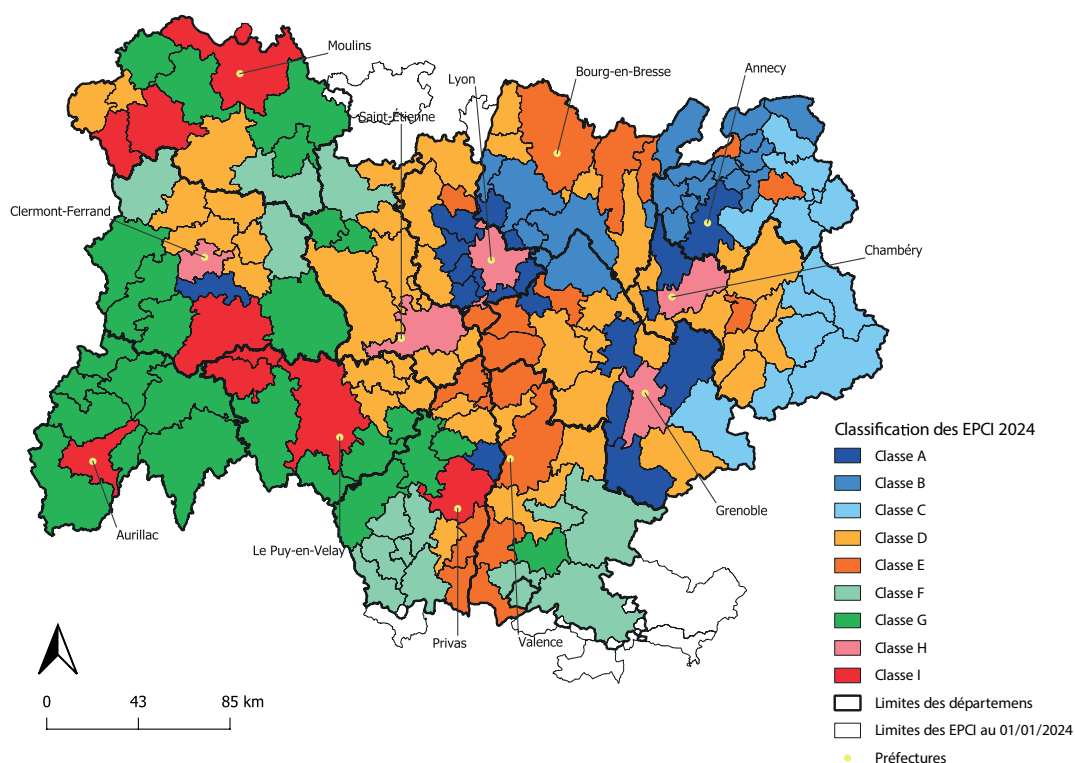 Moulins
Lyon
Bourg-en-Bresse
Annecy
Saint-Étienne
Clermont-Ferrand
Chambéry
Classification des EPCI 2024
Classe A
Classe B
Classe C
Grenoble
Aurillac
Classe D
Le Puy-en-Velay
Classe E
Classe F
Classe G
Privas
Valence
Classe H
Classe I
0 43 85 km
Limites des départemens
Limites des EPCI au 01/01/2024
Préfectures